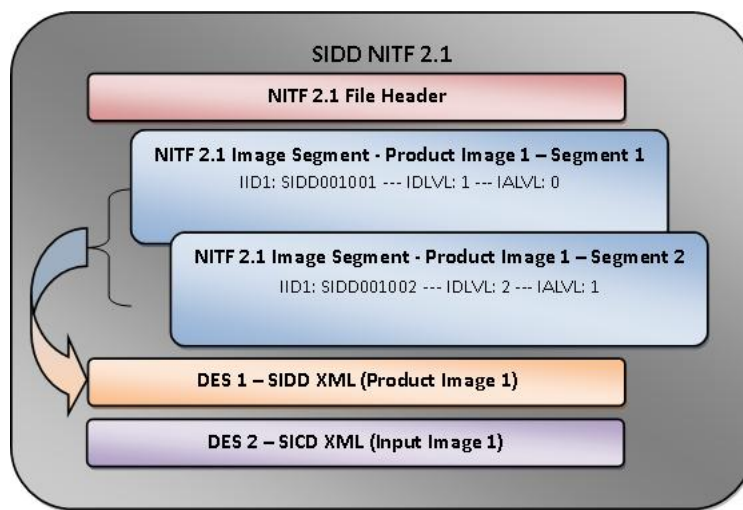 SIDD NITF 2.1
NITF 2.1 File Header
NITF 2.1 Image Segment - Product Image 1 – Segment 1
IID1: SIDD001001 --- IDLVL: 1 --- IALVL: 0
NITF 2.1 Image Segment - Product Image 1 – Segment 2
IID1: SIDD001002 --- IDLVL: 2 --- IALVL: 1
DES 1 – SIDD XML (Product Image 1)
DES 2 – SICD XML (Input Image 1)